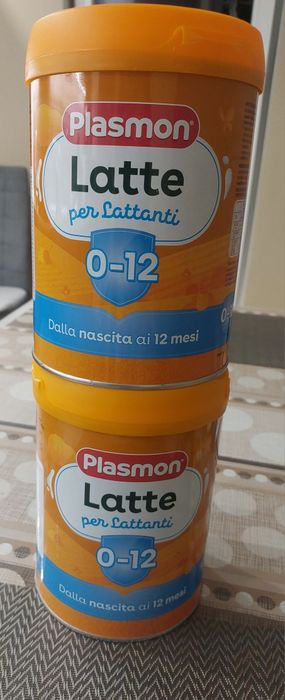 Plasmon
Latte
per Lattanti
0-12
Dalla nascita ai 12 mesi
Plasmon
Latte
per Lattanti
0-12
Dalla nascita ai 12 mesi